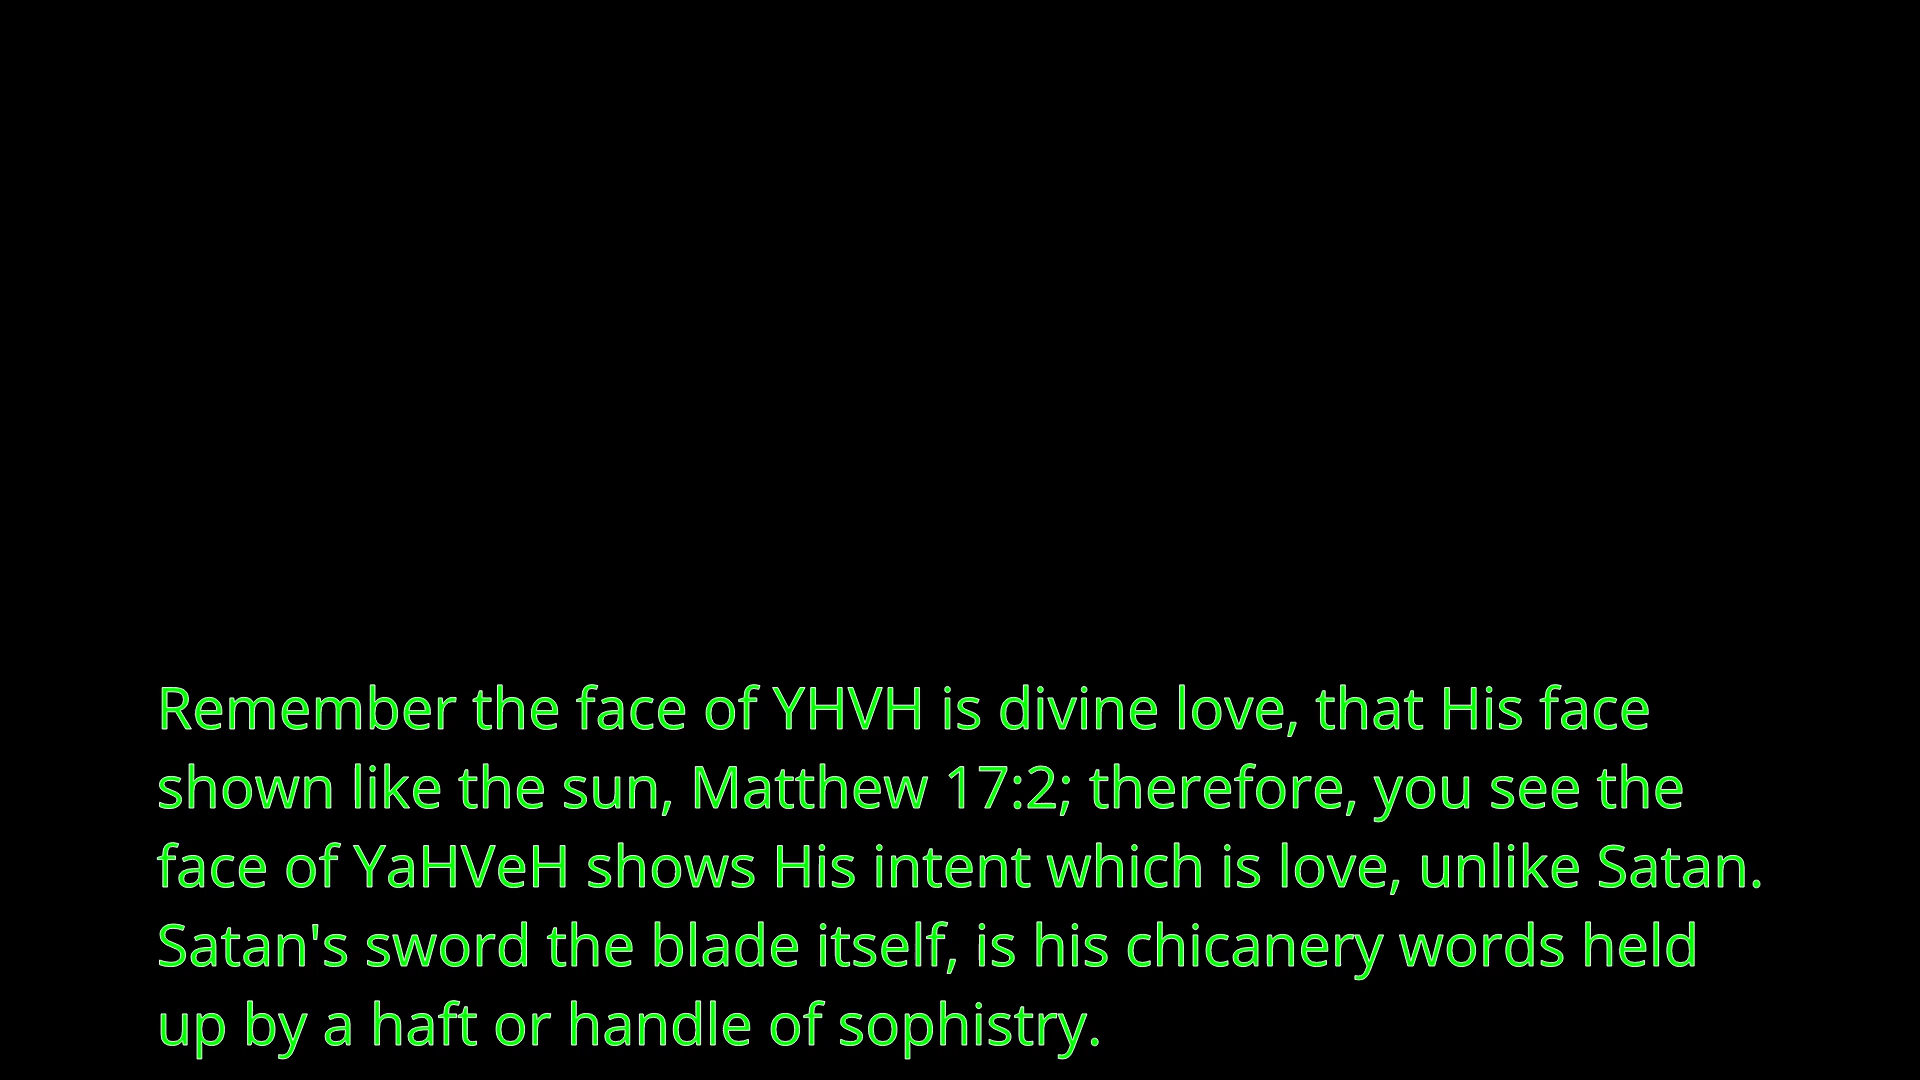 Remember the face of YHVH is divine love, that His face
shown like the sun, Matthew 17:2; therefore, you see the
face of YaHVeH shows His intent which is love, unlike Satan.
Satan's sword the blade itself, is his chicanery words held
up by a haft or handle of sophistry.